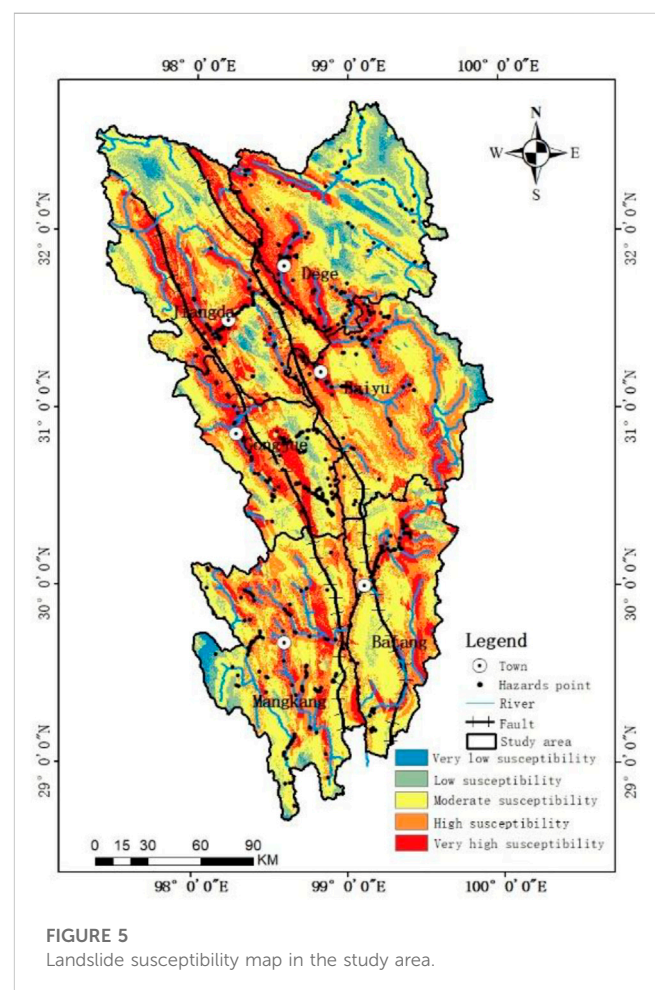 98° 0′0″E 99° 0′0″E 100° 0′0″E
N
W E
S
32° 0′0″N 32° 0′0″N
Dege
Jiangda
Baiyu
31° 0′0″N 31° 0′0″N
30° 0′0″N 30° 0′0″N
Batang
Mangkang
Legend
Town
Hazards point
River
Fault
Study area
Very low susceptibility
Low susceptibility
Moderate susceptibility
High susceptibility
Very high susceptibility
29° 0′0″N 29° 0′0″N
0 15 30 60 90
KM
98° 0′0″E 99° 0′0″E 100° 0′0″E
FIGURE 5
Landslide susceptibility map in the study area.